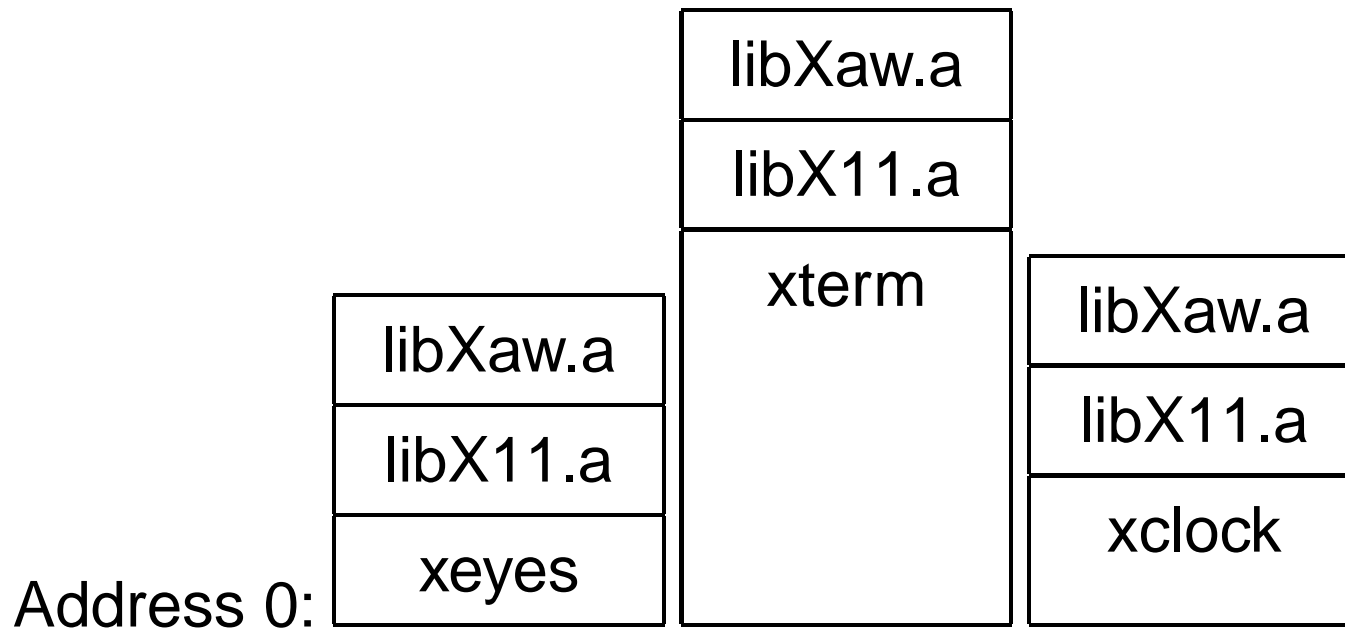 libXaw.a
libX11.a
xterm
libXaw.a
libX11.a
xclock
libXaw.a
libX11.a
xeyes
Address 0: